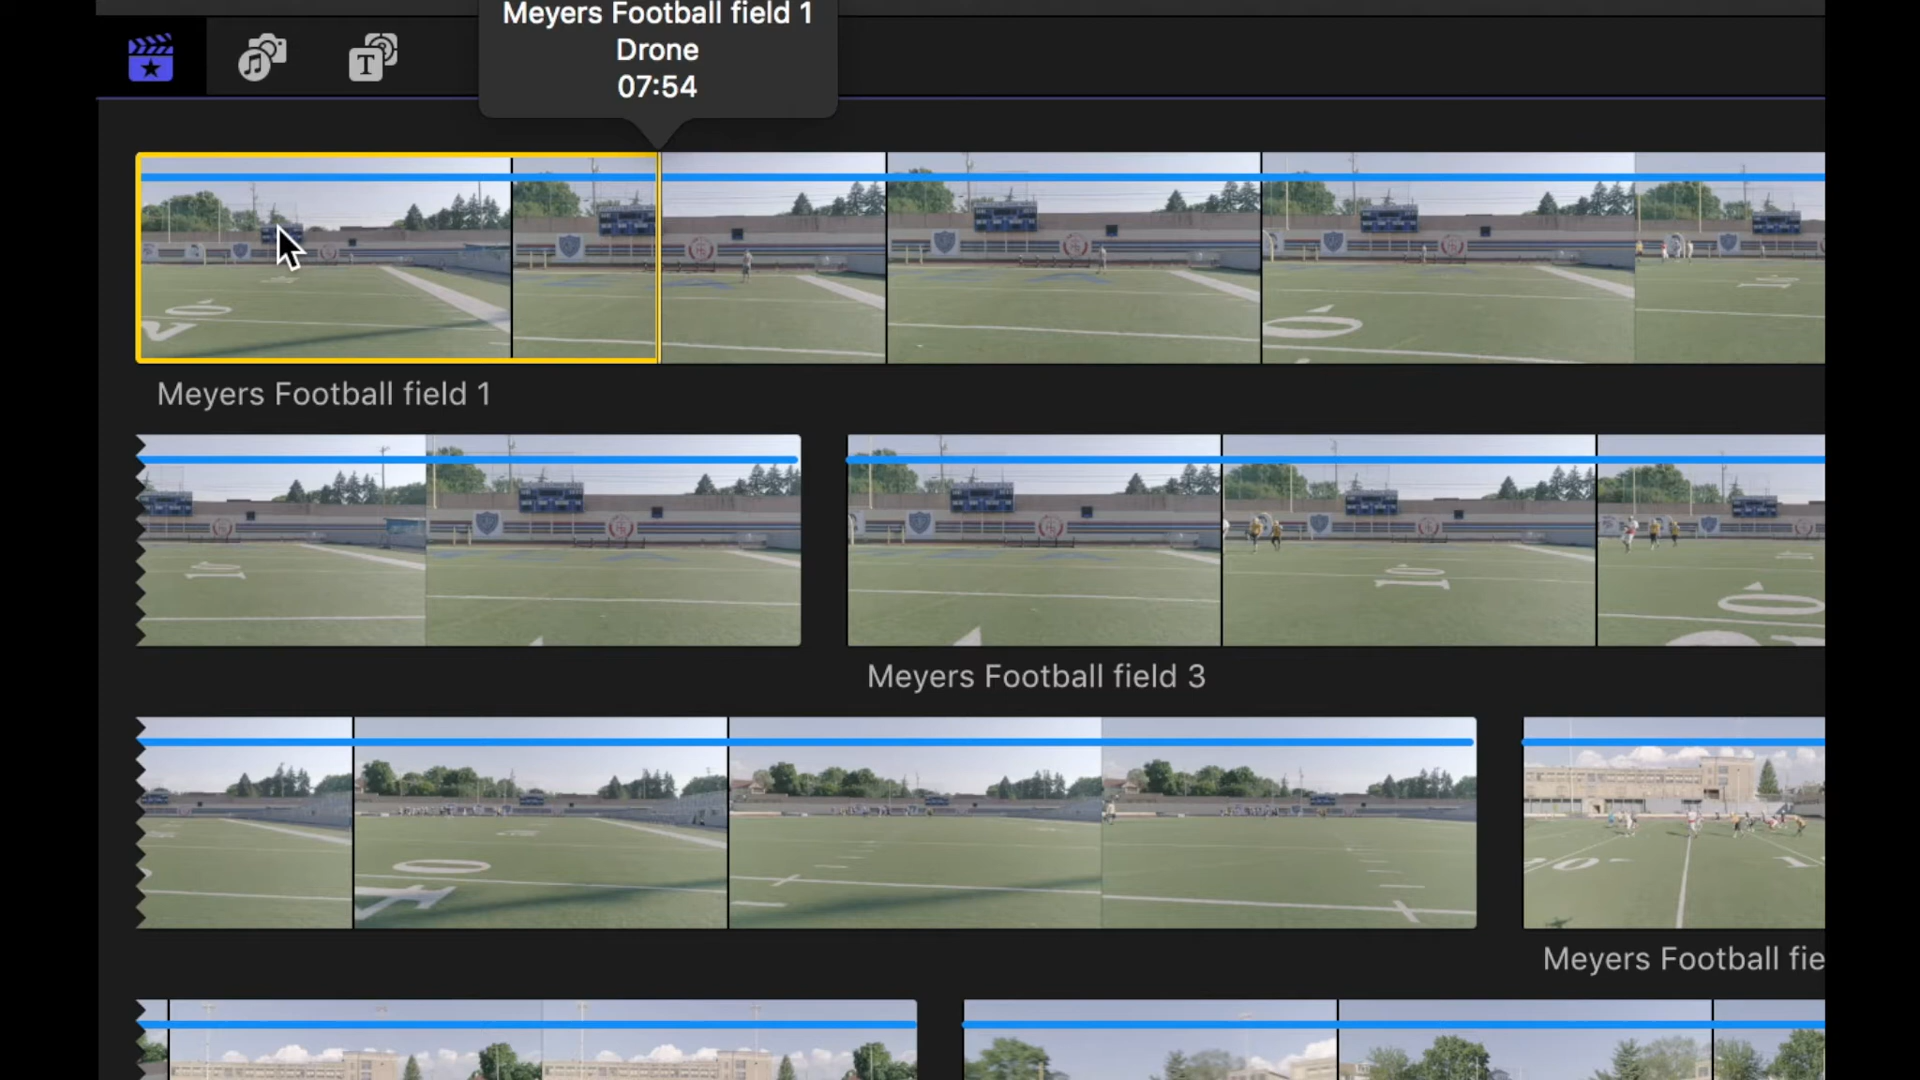 Meyers Football field 1
Drone
07:54
T
Meyers Football field 1
Meyers Football field 3
Meyers Football fie